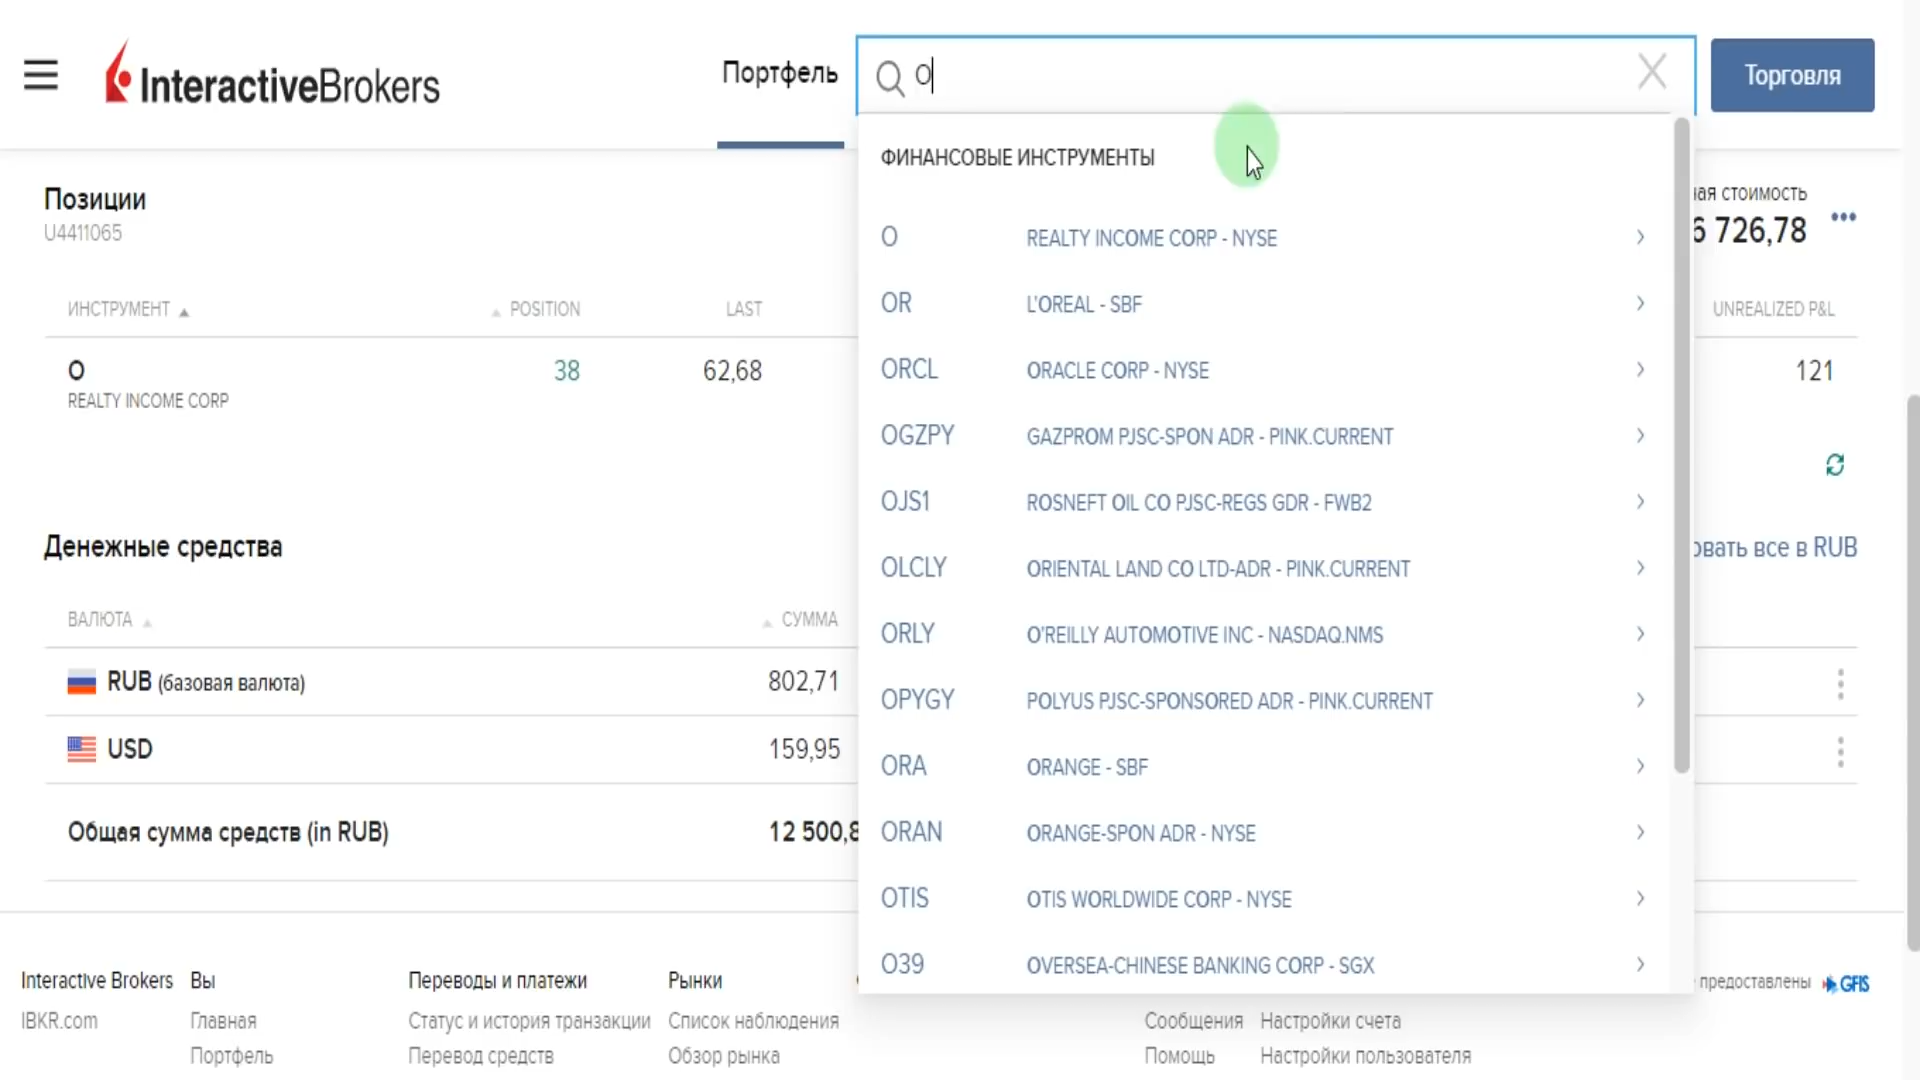 InteractiveBrokers
Портфель
O
Торговля
ФИНАНСОВЫЕ ИНСТРУМЕНТЫ
O REALTY INCOME CORP - NYSE
OR L'OREAL - SBF
ORCL ORACLE CORP - NYSE
OGZPY GAZPROM PJSC-SPON ADR - PINK.CURRENT
OJS1 ROSNEFT OIL CO PJSC-REGS GDR - FWB2
OLCLY ORIENTAL LAND CO LTD-ADR - PINK.CURRENT
ORLY O'REILLY AUTOMOTIVE INC - NASDAQ.NMS
OPYGY POLYUS PJSC-SPONSORED ADR - PINK.CURRENT
ORA ORANGE - SBF
ORAN ORANGE-SPON ADR - NYSE
OTIS OTIS WORLDWIDE CORP - NYSE
O39 OVERSEA-CHINESE BANKING CORP - SGX
Позиции
U4411065
стоимость
726,78
ИНСТРУМЕНТ POSITION LAST UNREALIZED P&L
O 38 62,68 121
REALTY INCOME CORP
Денежные средства
все в RUB
ВАЛЮТА СУММА
RUB (базовая валюта) 802,71
USD 159,95
Общая сумма средств (in RUB) 12 500,8
Interactive Brokers Вы Переводы и платежи Рынки
предоставлены GFIS
IBKR.com Главная Статус и история транзакции Список наблюдения Сообщения Настройки счета
Портфель Перевод средств Обзор рынка Помощь Настройки пользователя